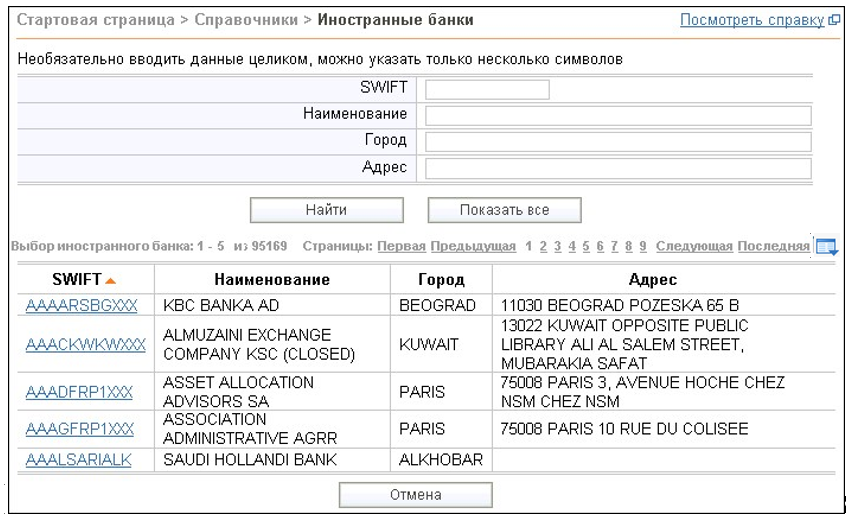 Стартовая страница > Справочники > Иностранные банки Посмотреть справку
Необязательно вводить данные целиком, можно указать только несколько символов
SWIFT
Наименование
Город
Адрес
Найти Показать все
Выбор иностранного банка: 1 - 5 из 95169 Страницы: Первая Предыдущая 1 2 3 4 5 6 7 8 9 Следующая Последняя
SWIFT Наименование Город Адрес
AAAARSBGXXX KBC BANKA AD BEOGRAD 11030 BEOGRAD POZESKA 65 B
AAACKWKWXXX ALMUZAINI EXCHANGE COMPANY KSC (CLOSED) KUWAIT 13022 KUWAIT OPPOSITE PUBLIC LIBRARY ALI AL SALEM STREET, MUBARAKIA SAFAT
AAADFRP1XXX ASSET ALLOCATION ADVISORS SA PARIS 75008 PARIS 3, AVENUE HOCHE CHEZ NSM CHEZ NSM
AAAGFRP1XXX ASSOCIATION ADMINISTRATIVE AGRR PARIS 75008 PARIS 10 RUE DU COLISEE
AAALSARIALK SAUDI HOLLANDI BANK ALKHOBAR
Отмена